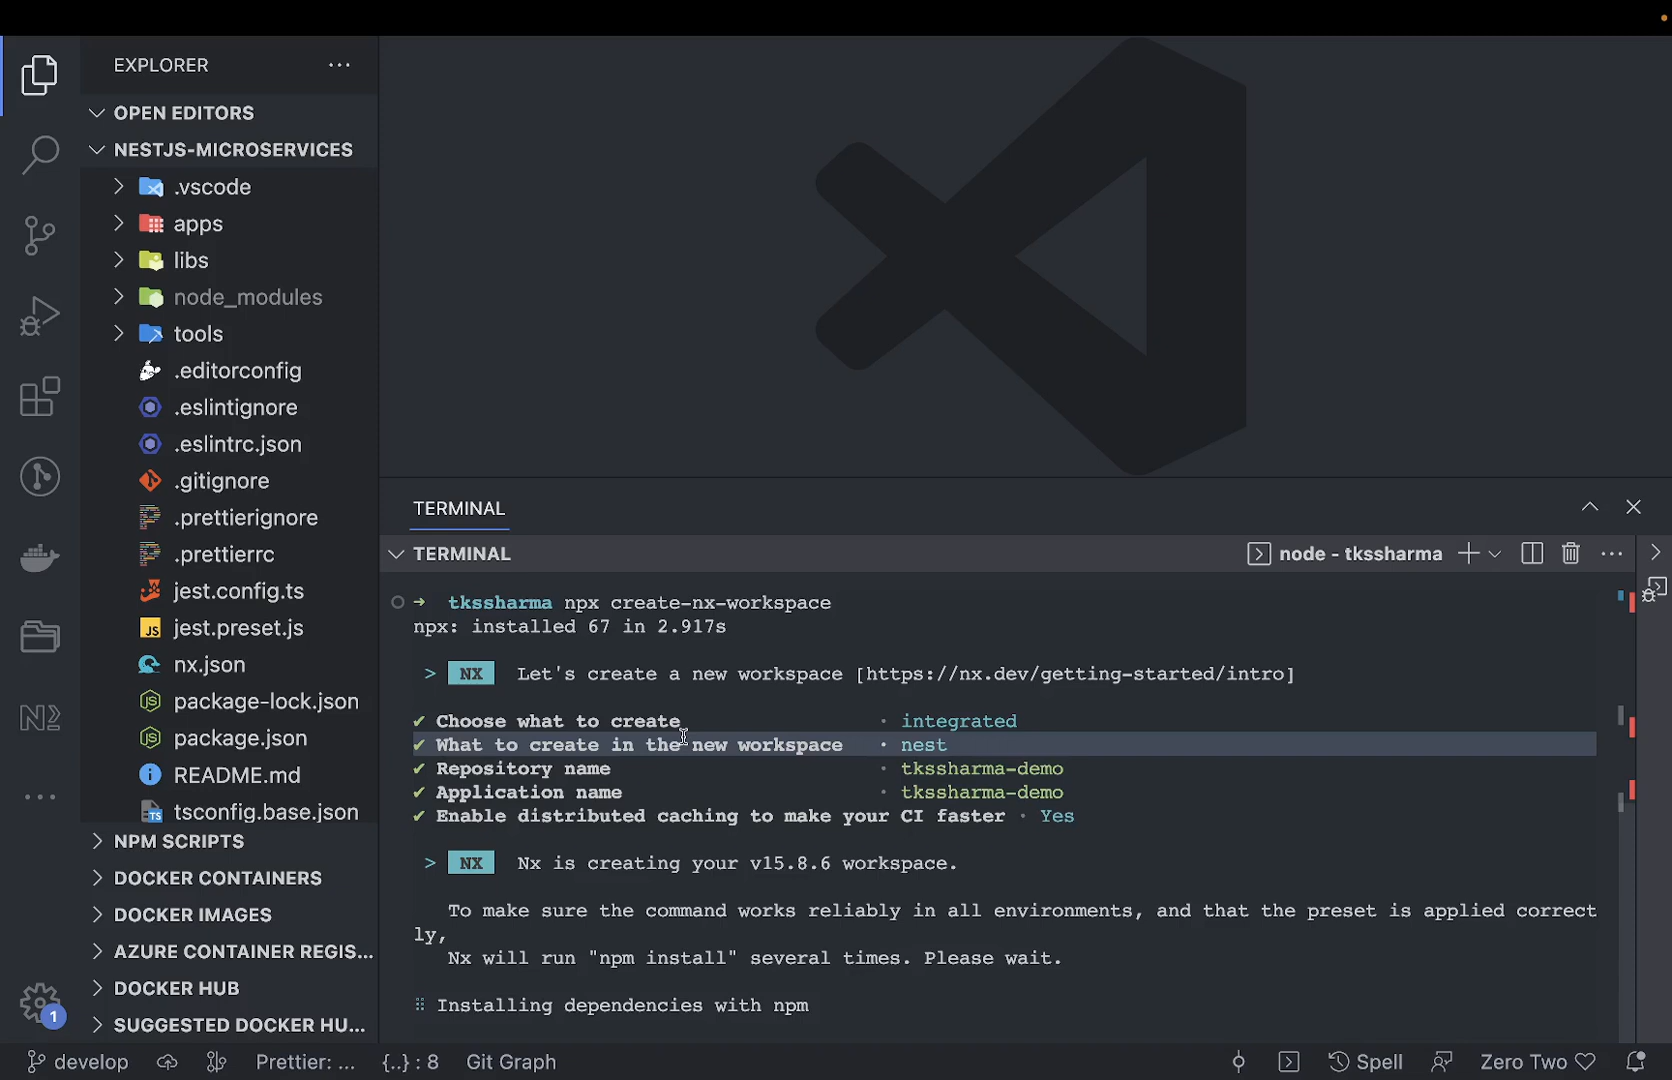 EXPLORER
OPEN EDITORS
NESTJS-MICROSERVICES
.vscode
apps
libs
node_modules
tools
.editorconfig
.eslintignore
.eslintrc.json
.gitignore
.prettierignore
.prettierrc
jest.config.ts
JS jest.preset.js
nx.json
package-lock.json
package.json
README.md
TS tsconfig.base.json
NPM SCRIPTS
DOCKER CONTAINERS
DOCKER IMAGES
AZURE CONTAINER REGIS...
DOCKER HUB
SUGGESTED DOCKER HU...
1
TERMINAL
TERMINAL
node - tkssharma
→ tkssharma npx create-nx-workspace
npx: installed 67 in 2.917s
> NX Let's create a new workspace [https://nx.dev/getting-started/intro]
✔ Choose what to create · integrated
✔ What to create in the new workspace · nest
✔ Repository name · tkssharma-demo
✔ Application name · tkssharma-demo
✔ Enable distributed caching to make your CI faster · Yes
> NX Nx is creating your v15.8.6 workspace.
To make sure the command works reliably in all environments, and that the preset is applied correct
ly,
Nx will run "npm install" several times. Please wait.
⠿ Installing dependencies with npm
develop
Prettier: ...
{..} : 8
Git Graph
Spell
Zero Two ♡